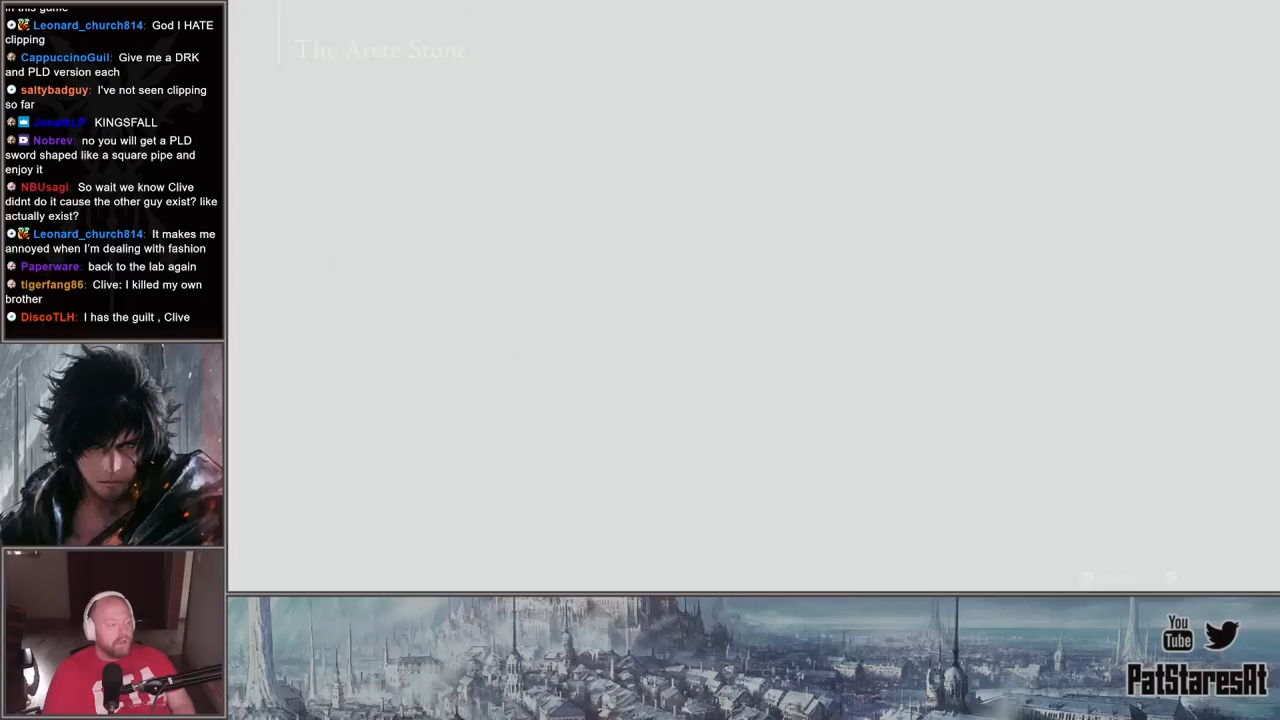 in this game
Leonard_church814: God I HATE
clipping
CappuccinoGuil: Give me a DRK
and PLD version each
saltybadguy: I've not seen clipping
so far
KINGSFALL
Nobrev: no you will get a PLD
sword shaped like a square pipe and
enjoy it
NBUsagi: So wait we know Clive
didnt do it cause the other guy exist? like
actually exist?
Leonard_church814: It makes me
annoyed when I'm dealing with fashion
Paperware: back to the lab again
tigerfang86: Clive: I killed my own
brother
DiscoTLH: I has the guilt , Clive
The Arete Stone
You
Tube
PatStaresAt